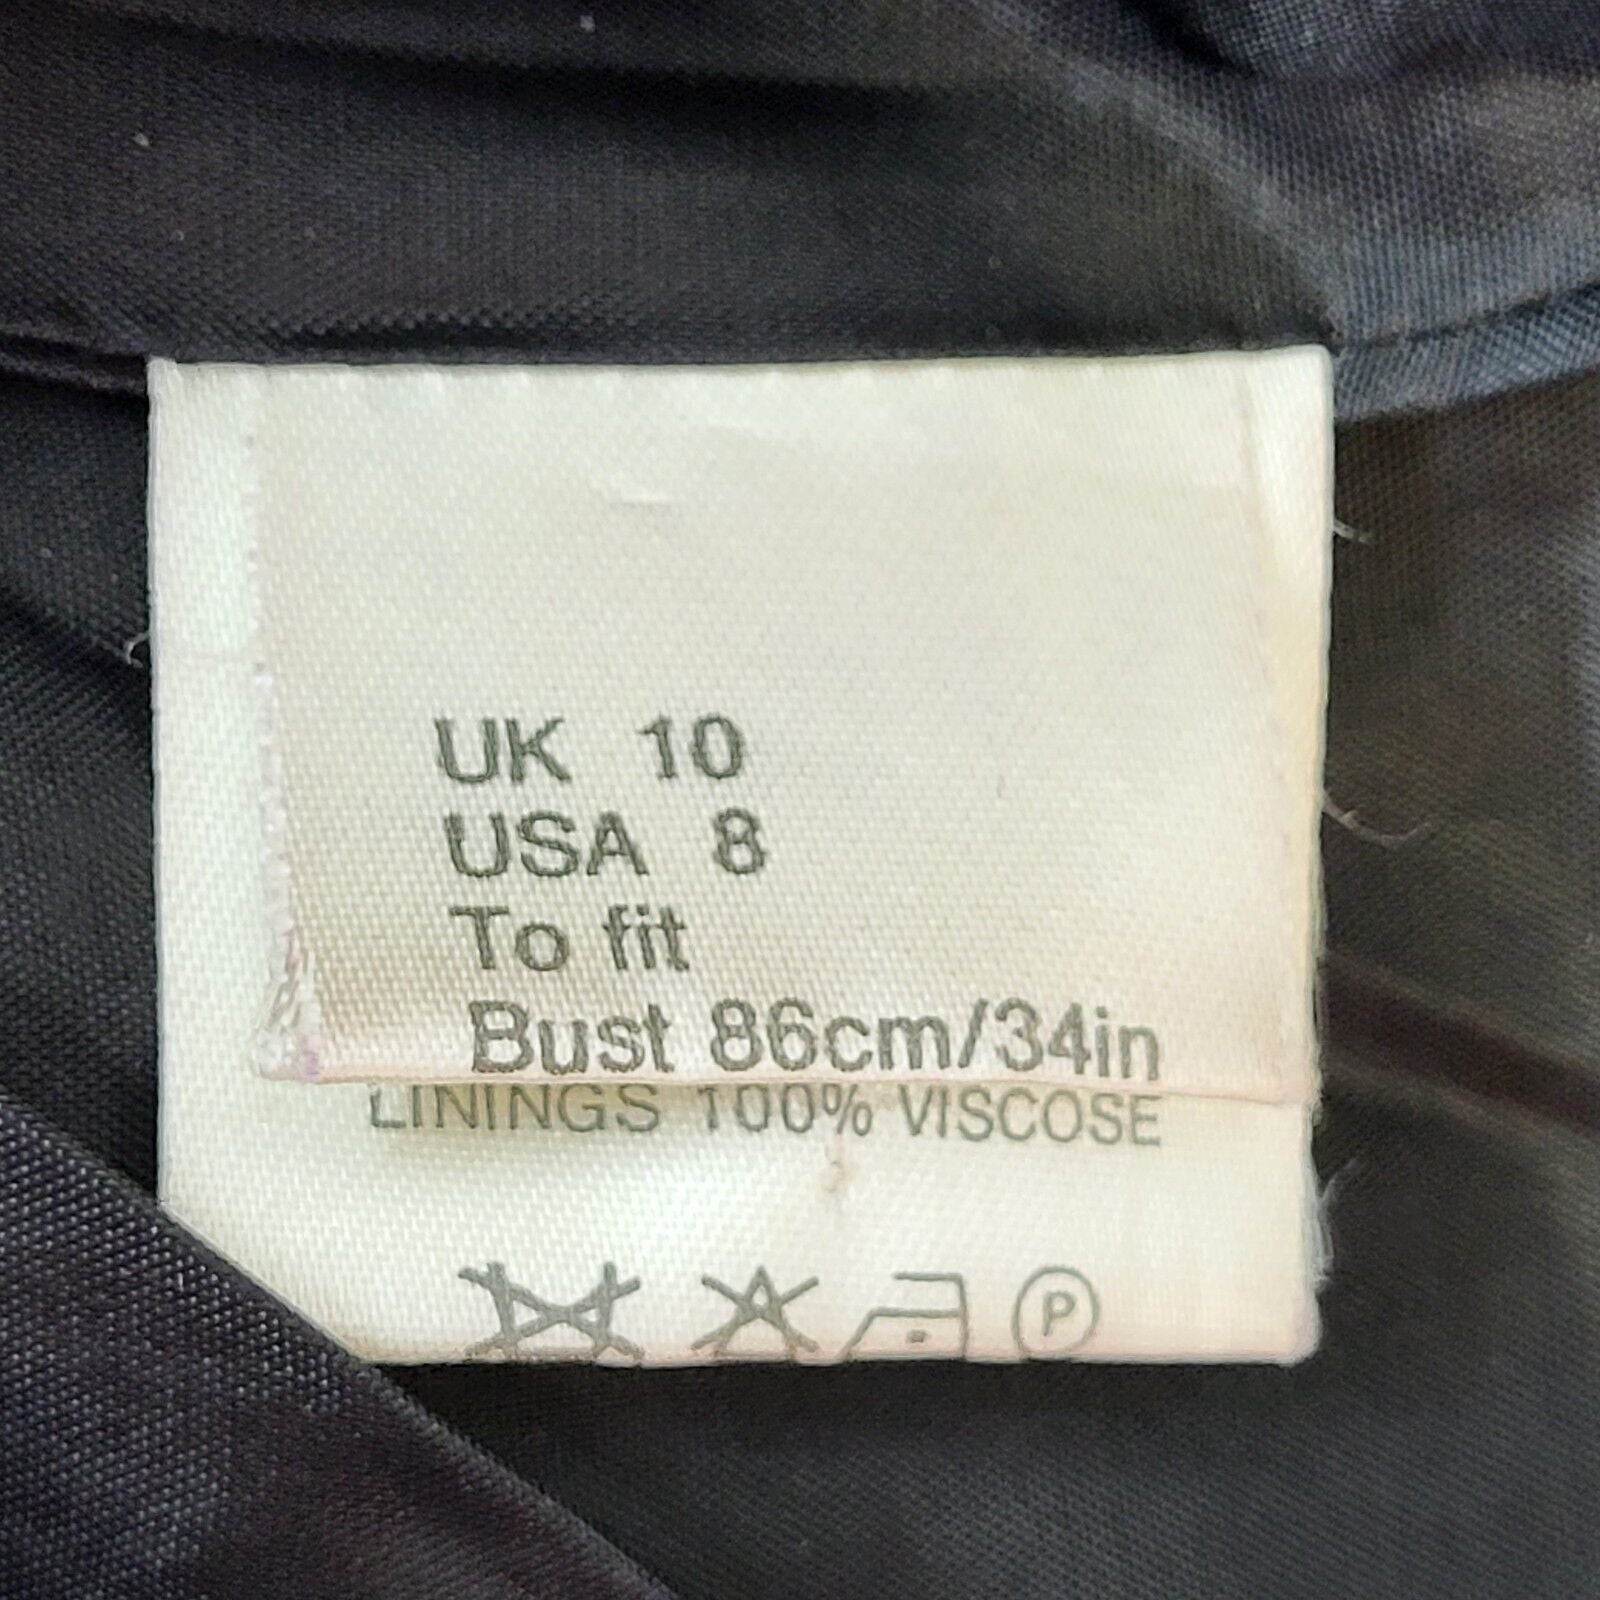 UK 10
USA 8
To fit
Bust 86cm/34in
LININGS 100% VISCOSE
P